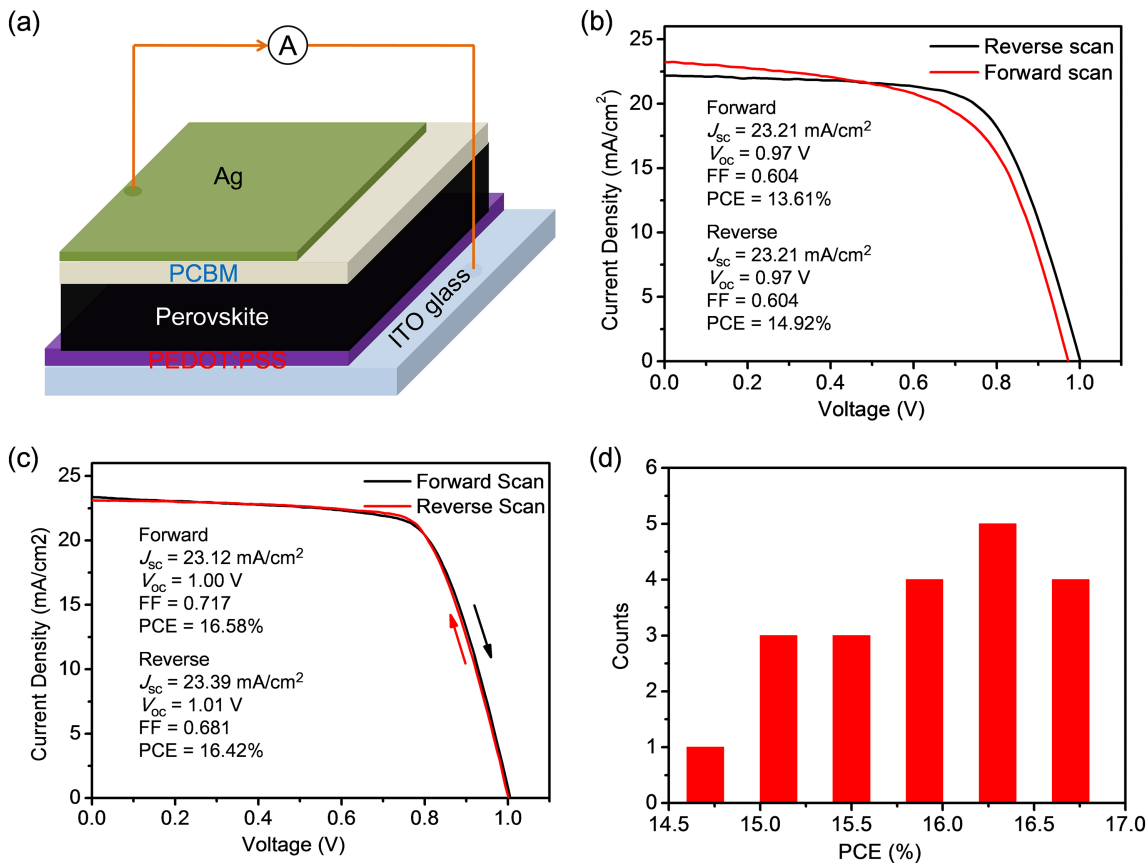 (a)
A
Ag
PCBM
Perovskite
PEDOT:PSS
ITO glass
(b)
Reverse scan
Forward scan
Forward
Jsc = 23.21 mA/cm²
Voc = 0.97 V
FF = 0.604
PCE = 13.61%
Reverse
Jsc = 23.21 mA/cm²
Voc = 0.97 V
FF = 0.604
PCE = 14.92%
Current Density (mA/cm²)
25
20
15
10
5
0
0.0 0.2 0.4 0.6 0.8 1.0
Voltage (V)
(c)
Forward Scan
Reverse Scan
Forward
Jsc = 23.12 mA/cm²
Voc = 1.00 V
FF = 0.717
PCE = 16.58%
Reverse
Jsc = 23.39 mA/cm²
Voc = 1.01 V
FF = 0.681
PCE = 16.42%
Current Density (mA/cm2)
25
20
15
10
5
0
0.0 0.2 0.4 0.6 0.8 1.0
Voltage (V)
(d)
Counts
6
5
4
3
2
1
0
14.5 15.0 15.5 16.0 16.5 17.0
PCE (%)